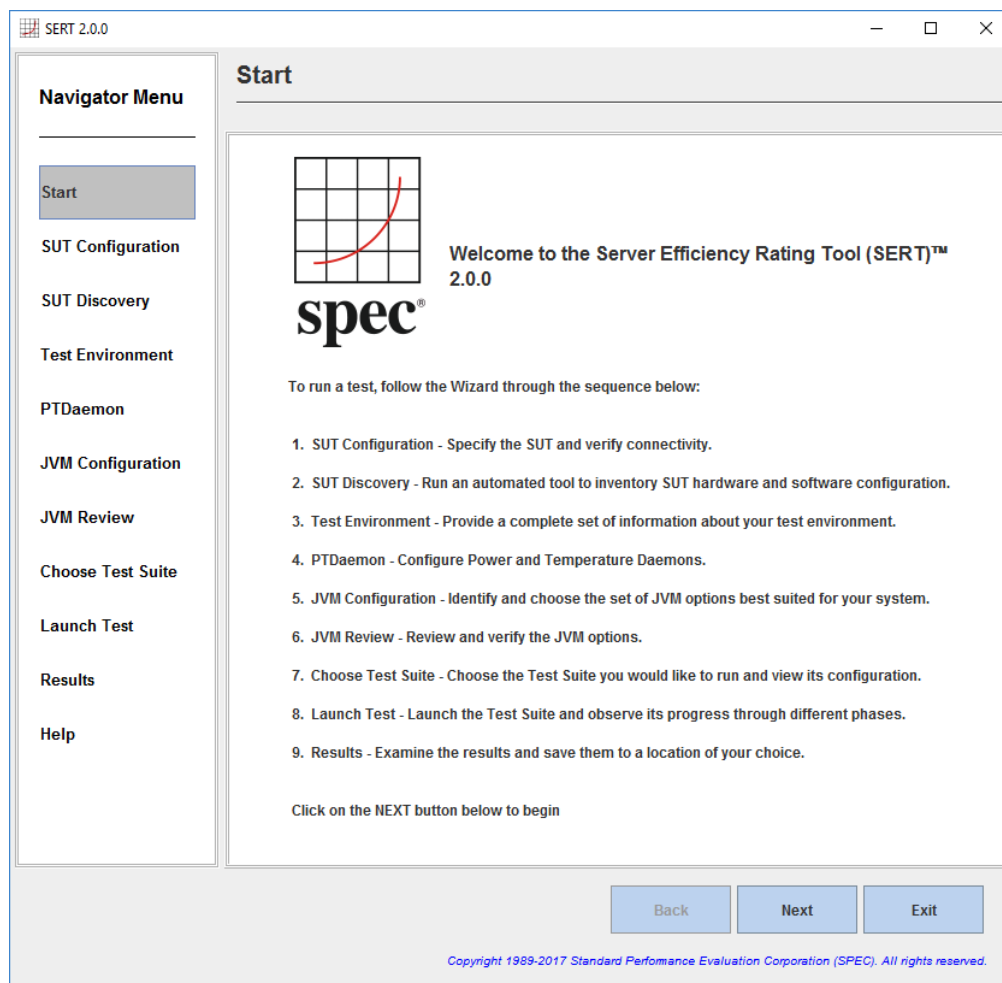 SERT 2.0.0
Navigator Menu
Start
SUT Configuration
SUT Discovery
Test Environment
PTDaemon
JVM Configuration
JVM Review
Choose Test Suite
Launch Test
Results
Help
Start
spec®
Welcome to the Server Efficiency Rating Tool (SERT)™
2.0.0
To run a test, follow the Wizard through the sequence below:
1. SUT Configuration - Specify the SUT and verify connectivity.
2. SUT Discovery - Run an automated tool to inventory SUT hardware and software configuration.
3. Test Environment - Provide a complete set of information about your test environment.
4. PTDaemon - Configure Power and Temperature Daemons.
5. JVM Configuration - Identify and choose the set of JVM options best suited for your system.
6. JVM Review - Review and verify the JVM options.
7. Choose Test Suite - Choose the Test Suite you would like to run and view its configuration.
8. Launch Test - Launch the Test Suite and observe its progress through different phases.
9. Results - Examine the results and save them to a location of your choice.
Click on the NEXT button below to begin
Back
Next
Exit
Copyright 1989-2017 Standard Performance Evaluation Corporation (SPEC). All rights reserved.